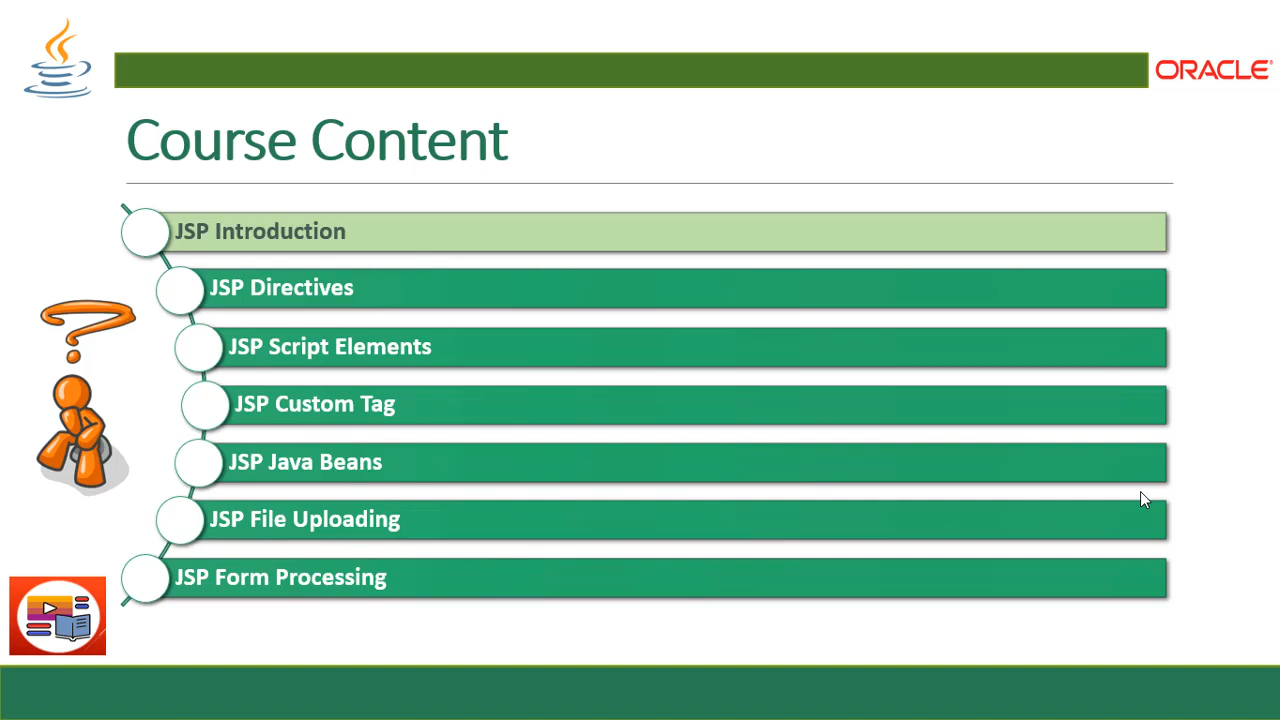 ORACLE®
Course Content
JSP Introduction
JSP Directives
JSP Script Elements
JSP Custom Tag
JSP Java Beans
JSP File Uploading
JSP Form Processing